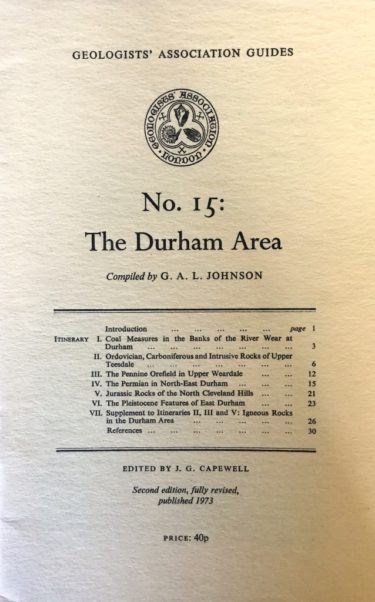 GEOLOGISTS' ASSOCIATION GUIDES
GEOLOGISTS' ASSOCIATION
· LONDON ·
No. 15:
The Durham Area
Compiled by G. A. L. JOHNSON
Introduction ... ... ... ... ... page 1
ITINERARY I. Coal Measures in the Banks of the River Wear at
Durham ... ... ... ... ... ... ... 3
II. Ordovician, Carboniferous and Intrusive Rocks of Upper
Teesdale ... ... ... ... ... ... ... 6
III. The Pennine Orefield in Upper Weardale ... ... 12
IV. The Permian in North-East Durham ... ... ... 15
V. Jurassic Rocks of the North Cleveland Hills ... ... 21
VI. The Pleistocene Features of East Durham ... ... 23
VII. Supplement to Itineraries II, III and V: Igneous Rocks
in the Durham Area ... ... ... ... ... 26
References ... ... ... ... ... ... ... 30
EDITED BY J. G. CAPEWELL
Second edition, fully revised,
published 1973
PRICE: 40p